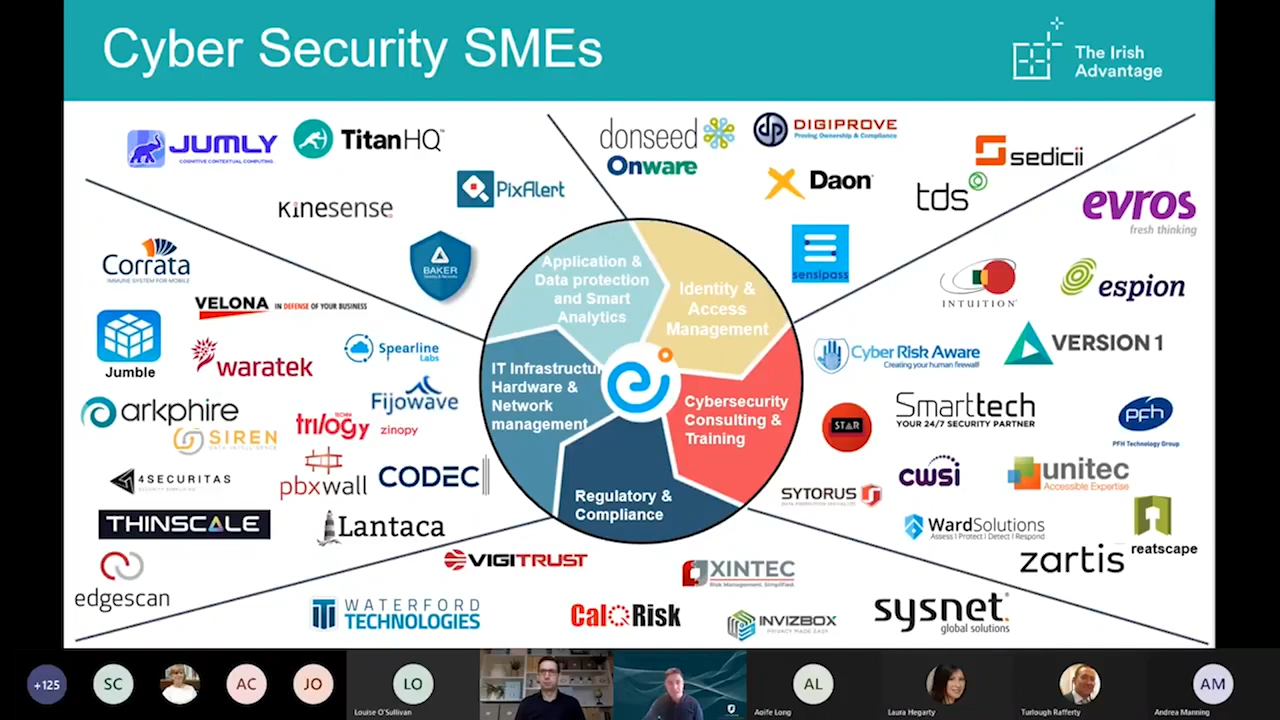 Cyber Security SMEs
The Irish
Advantage
JUMLY
COGNITIVE CONTEXTUAL COMPUTING
TitanHQ™
Kinesense
PixAlert
BAKER
donseed
Onware
dp
DIGIPROVE
Proving Ownership & Compliance
Daon
sedicii
tds
sensipass
evros
fresh thinking
INTUITION
espion
Cyber Risk Aware
Creating your human firewall
VERSION 1
STAR
Smarttech
YOUR 24/7 SECURITY PARTNER
pfh
PFH Technology Group
cwsi
unitec
Accessible Expertise
SYTORUS
WardSolutions
Assess | Protect | Detect | Respond
zartis
reatscape
Corrata
IMMUNE SYSTEM FOR MOBILE
VELONA
IN DEFENSE OF YOUR BUSINESS
Jumble
waratek
Spearline
Labs
arkphire
Fijowave
SIREN
DATA INTELLIGENCE
trilogy
TECHN
zinopy
4SECURITAS
pbxwall
CODEC
THINSCALE
Lantaca
edgescan
Application &
Data protection
and Smart
Analytics
Identity &
Access
Management
IT Infrastructu
Hardware &
Network
management
Cybersecurity
Consulting &
Training
Regulatory &
Compliance
VIGITRUST
XINTEC
Risk Management. Simplified.
WATERFORD
TECHNOLOGIES
CalQRisk
INVIZBOX
PRIVACY MADE EASY
sysnet.
global solutions
+125
SC
AC
JO
LO
Louise O'Sullivan
AL
Aoife Long
Laura Hegarty
Turlough Rafferty
AM
Andrea Manning